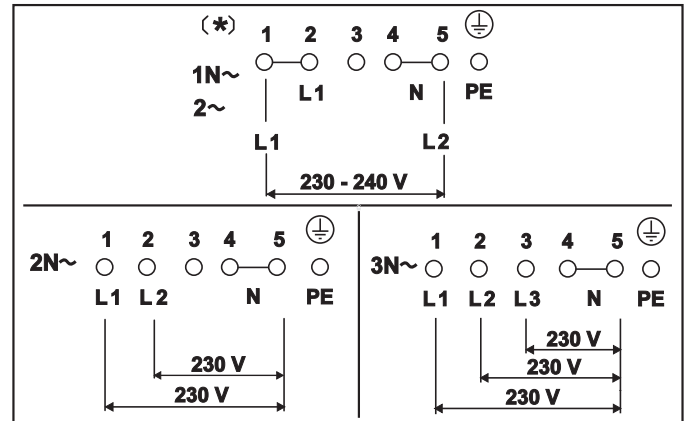 (*) 1 2 3 4 5
1N~ L1 N PE
2~
L1 L2
230 - 240 V
1 2 3 4 5
2N~
L1 L2 N PE
230 V
230 V
1 2 3 4 5
3N~
L1 L2 L3 N PE
230 V
230 V
230 V